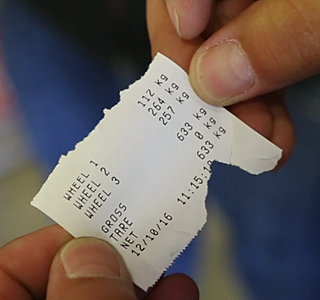 WHEEL 1 112 kg
WHEEL 2 264 kg
WHEEL 3 257 kg
GROSS 633 kg
TARE 0 kg
NET 633 kg
12/10/16 11:15: